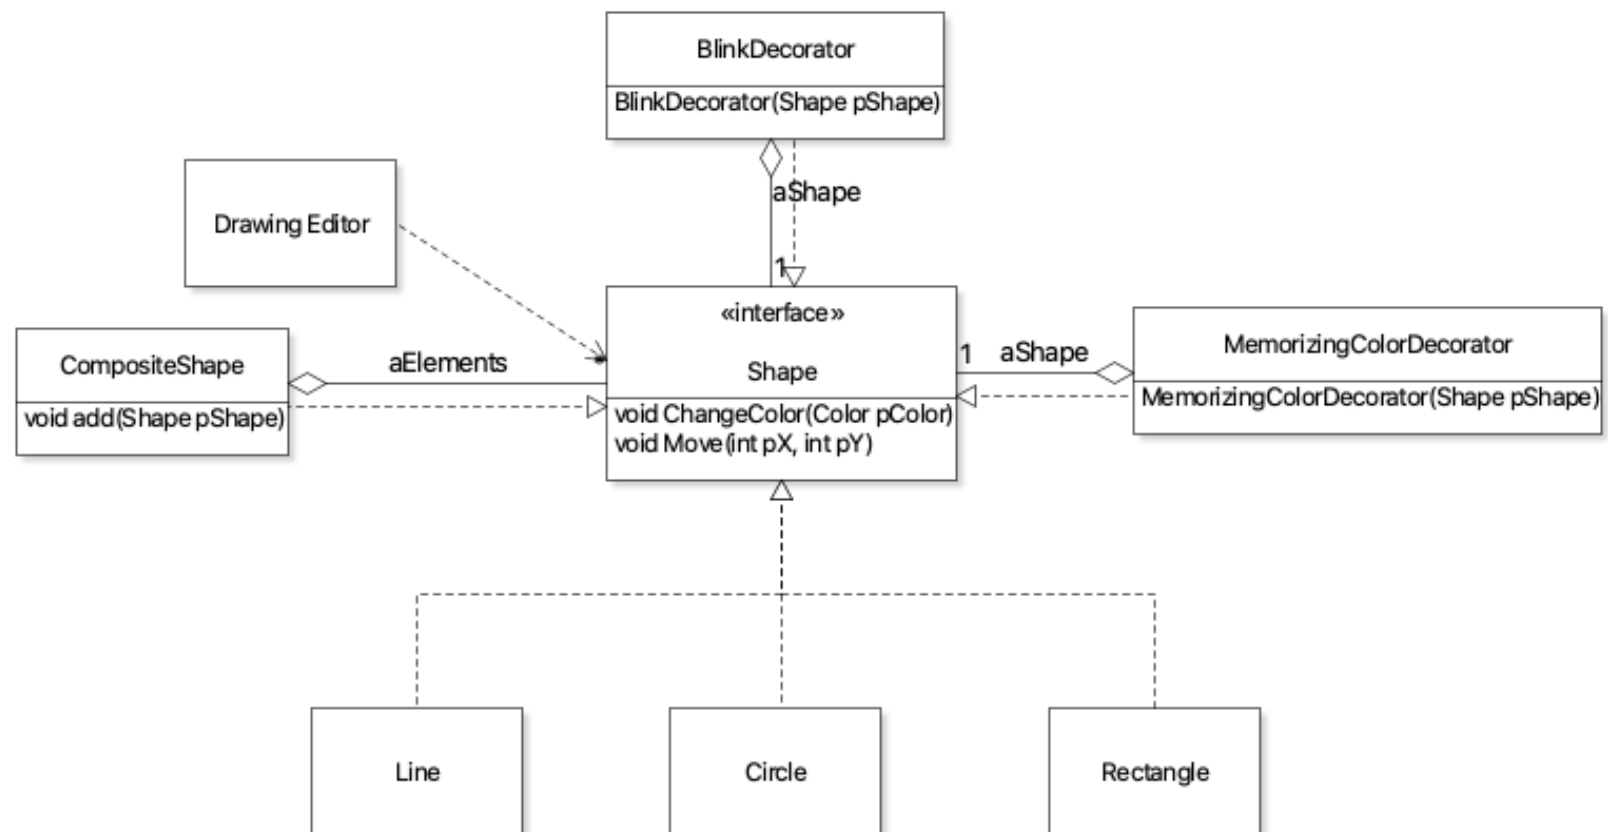 BlinkDecorator
BlinkDecorator(Shape pShape)
aShape
1
Drawing Editor
«interface»
Shape
void ChangeColor(Color pColor)
void Move(int pX, int pY)
CompositeShape
void add(Shape pShape)
aElements
1
aShape
MemorizingColorDecorator
MemorizingColorDecorator(Shape pShape)
Line
Circle
Rectangle